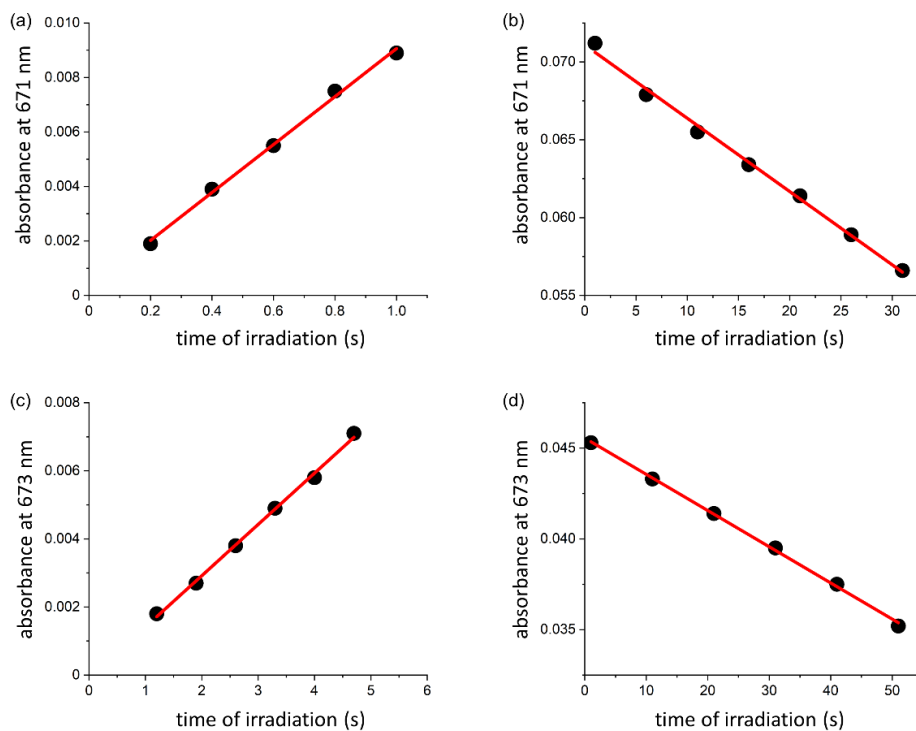 (a)
absorbance at 671 nm
0.010
0.008
0.006
0.004
0.002
0
0 0.2 0.4 0.6 0.8 1.0
time of irradiation (s)
(b)
absorbance at 671 nm
0.070
0.065
0.060
0.055
0 5 10 15 20 25 30
time of irradiation (s)
(c)
absorbance at 673 nm
0.008
0.006
0.004
0.002
0
0 1 2 3 4 5 6
time of irradiation (s)
(d)
absorbance at 673 nm
0.045
0.040
0.035
0 10 20 30 40 50
time of irradiation (s)